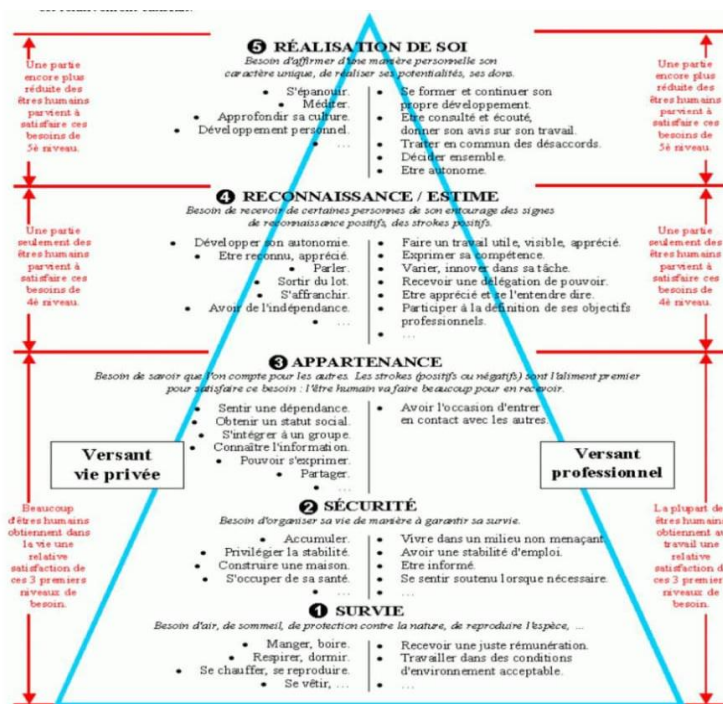 ❺ RÉALISATION DE SOI
Besoin d'affirmer d'une manière personnelle son
caractère unique, de réaliser ses potentialités, ses dons.
• S'épanouir.
• Méditer.
• Approfondir sa culture.
• Développement personnel.
• …
• Se former et continuer son
propre développement.
• Etre consulté et écouté,
donner son avis sur son travail.
• Traiter en commun des désaccords.
• Décider ensemble.
• Etre autonome.
Une partie
encore plus
réduite des
êtres humains
parvient à
satisfaire ces
besoins de
5è niveau.
Une partie
encore plus
réduite des
êtres humains
parvient à
satisfaire ces
besoins de
5è niveau.
❹ RECONNAISSANCE / ESTIME
Besoin de recevoir de certaines personnes de son entourage des signes
de reconnaissance positifs, des strokes positifs.
• Développer son autonomie.
• Etre reconnu, apprécié.
• Parler.
• Sortir du lot.
• S'affranchir.
• Avoir de l'indépendance.
• …
• Faire un travail utile, visible, apprécié.
• Exprimer sa compétence.
• Varier, innover dans sa tâche.
• Recevoir une délégation de pouvoir.
• Etre apprécié et se l'entendre dire.
• Participer à la définition de ses objectifs
professionnels.
• …
Une partie
seulement des
êtres humains
parvient à
satisfaire ces
besoins de
4è niveau.
Une partie
seulement des
êtres humains
parvient à
satisfaire ces
besoins de
4è niveau.
❸ APPARTENANCE
Besoin de savoir que l'on compte pour les autres. Les strokes (positifs ou négatifs) sont l'aliment premier
pour satisfaire ce besoin : l'être humain va faire beaucoup pour en recevoir.
• Sentir une dépendance.
• Obtenir un statut social.
• S'intégrer à un groupe.
• Connaître l'information.
• Pouvoir s'exprimer.
• Partager.
• …
• Avoir l'occasion d'entrer
en contact avec les autres.
Versant
vie privée
Versant
professionnel
❷ SÉCURITÉ
Besoin d'organiser sa vie de manière à garantir sa survie.
• Accumuler.
• Privilégier la stabilité.
• Construire une maison.
• S'occuper de sa santé.
• …
• Vivre dans un milieu non menaçant.
• Avoir une stabilité d'emploi.
• Etre informé.
• Se sentir soutenu lorsque nécessaire.
• …
Beaucoup
d'êtres humains
obtiennent dans
la vie une
relative
satisfaction de
ces 3 premiers
niveaux de
besoin.
La plupart des
êtres humains
obtiennent au
travail une
relative
satisfaction de
ces 3 premiers
niveaux de
besoin.
❶ SURVIE
Besoin d'air, de sommeil, de protection contre la nature, de reproduire l'espèce, …
• Manger, boire.
• Respirer, dormir.
• Se chauffer, se reproduire.
• Se vêtir, …
• Recevoir une juste rémunération.
• Travailler dans des conditions
d'environnement acceptable.
• …